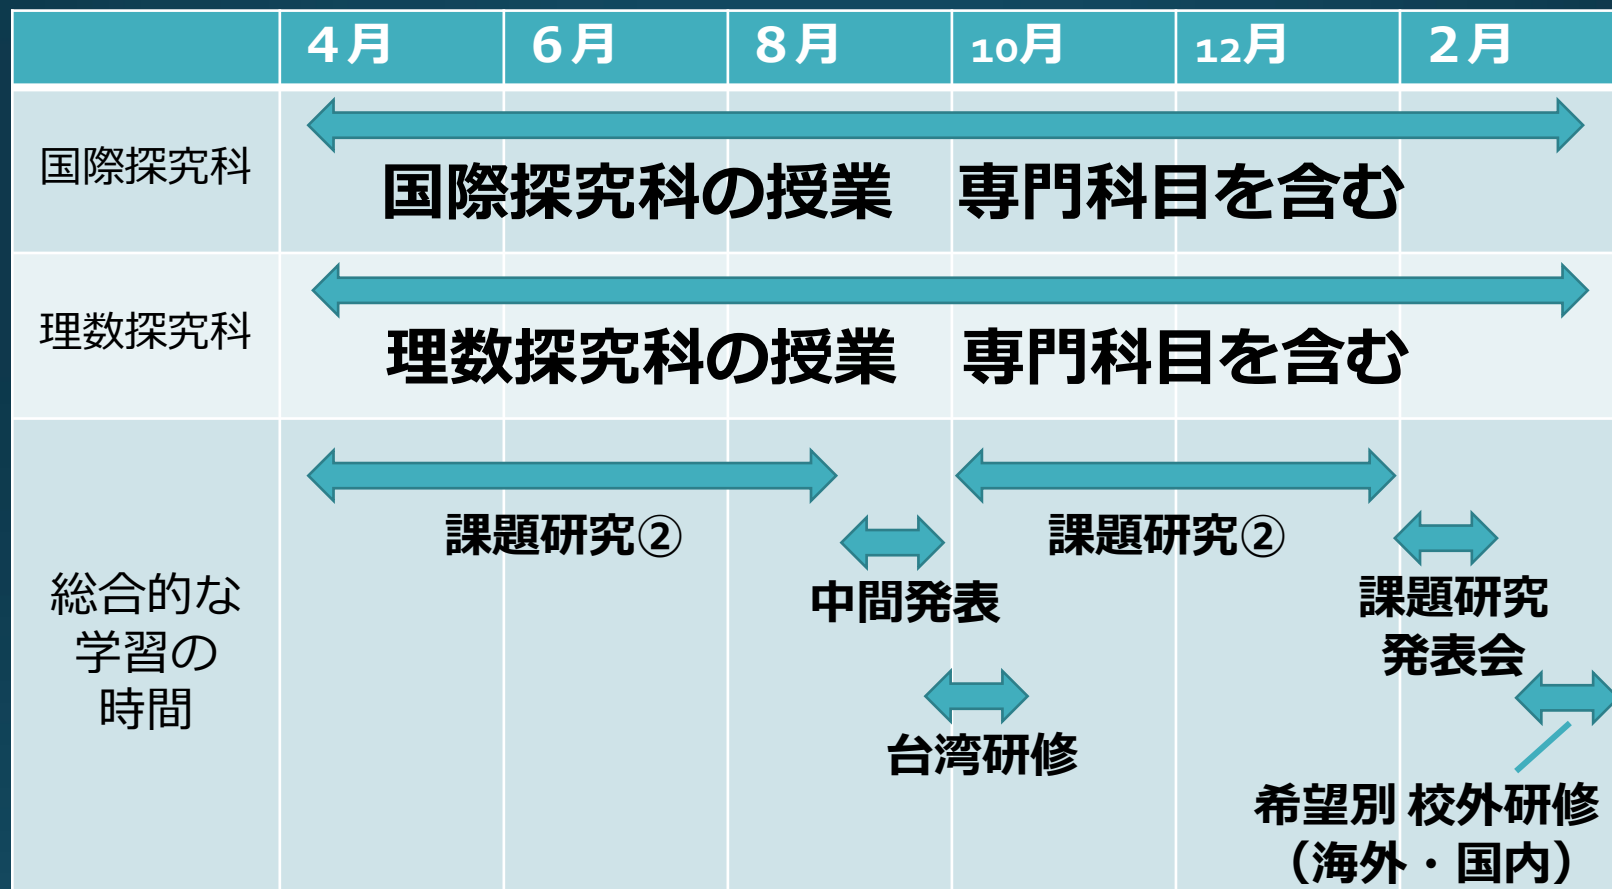 ４月 ６月 ８月 10月 12月 ２月
国際探究科
国際探究科の授業　専門科目を含む
理数探究科
理数探究科の授業　専門科目を含む
総合的な
学習の
時間
課題研究②
中間発表
台湾研修
課題研究②
課題研究
発表会
希望別 校外研修
（海外・国内）